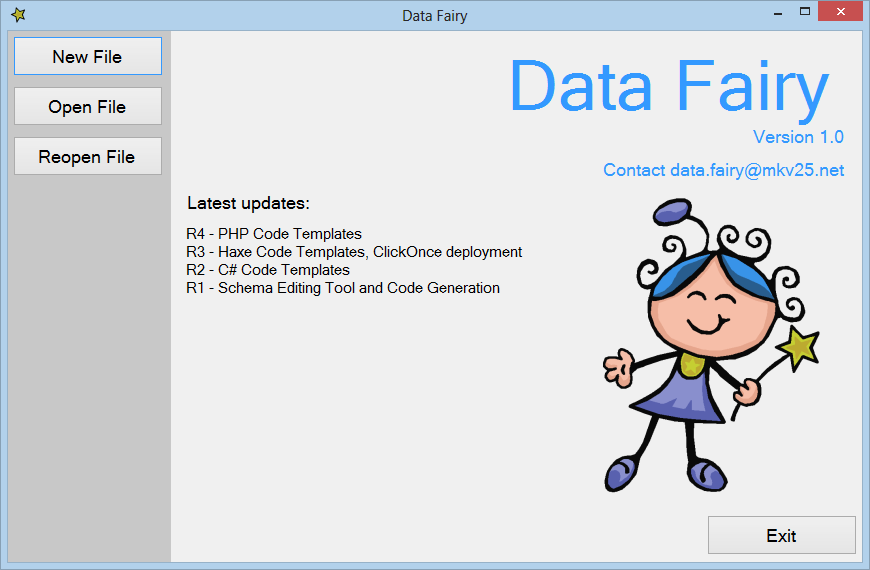 Data Fairy
New File
Open File
Reopen File
Data Fairy
Version 1.0
Contact data.fairy@mkv25.net
Latest updates:
R4 - PHP Code Templates
R3 - Haxe Code Templates, ClickOnce deployment
R2 - C# Code Templates
R1 - Schema Editing Tool and Code Generation
Exit